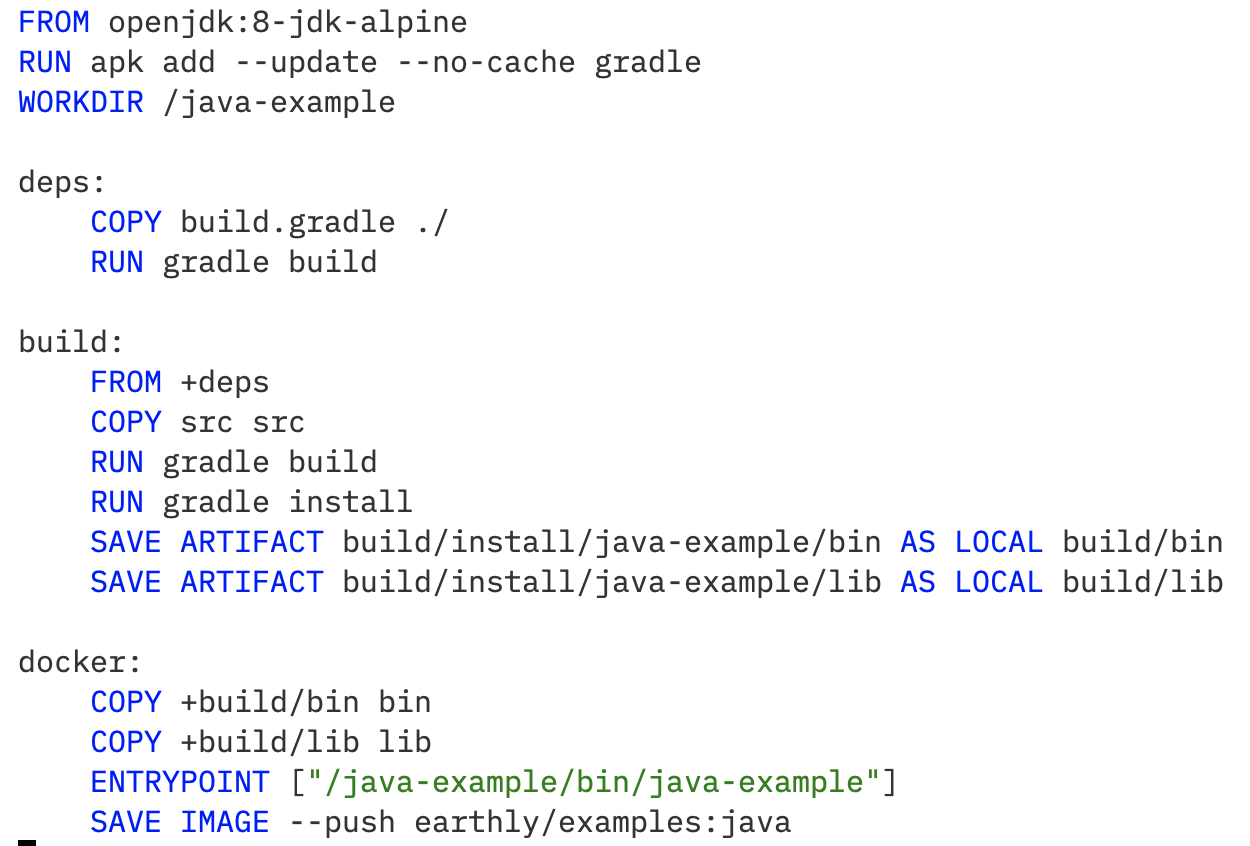 FROM openjdk:8-jdk-alpine
RUN apk add --update --no-cache gradle
WORKDIR /java-example

deps:
    COPY build.gradle ./
    RUN gradle build

build:
    FROM +deps
    COPY src src
    RUN gradle build
    RUN gradle install
    SAVE ARTIFACT build/install/java-example/bin AS LOCAL build/bin
    SAVE ARTIFACT build/install/java-example/lib AS LOCAL build/lib

docker:
    COPY +build/bin bin
    COPY +build/lib lib
    ENTRYPOINT ["/java-example/bin/java-example"]
    SAVE IMAGE --push earthly/examples:java